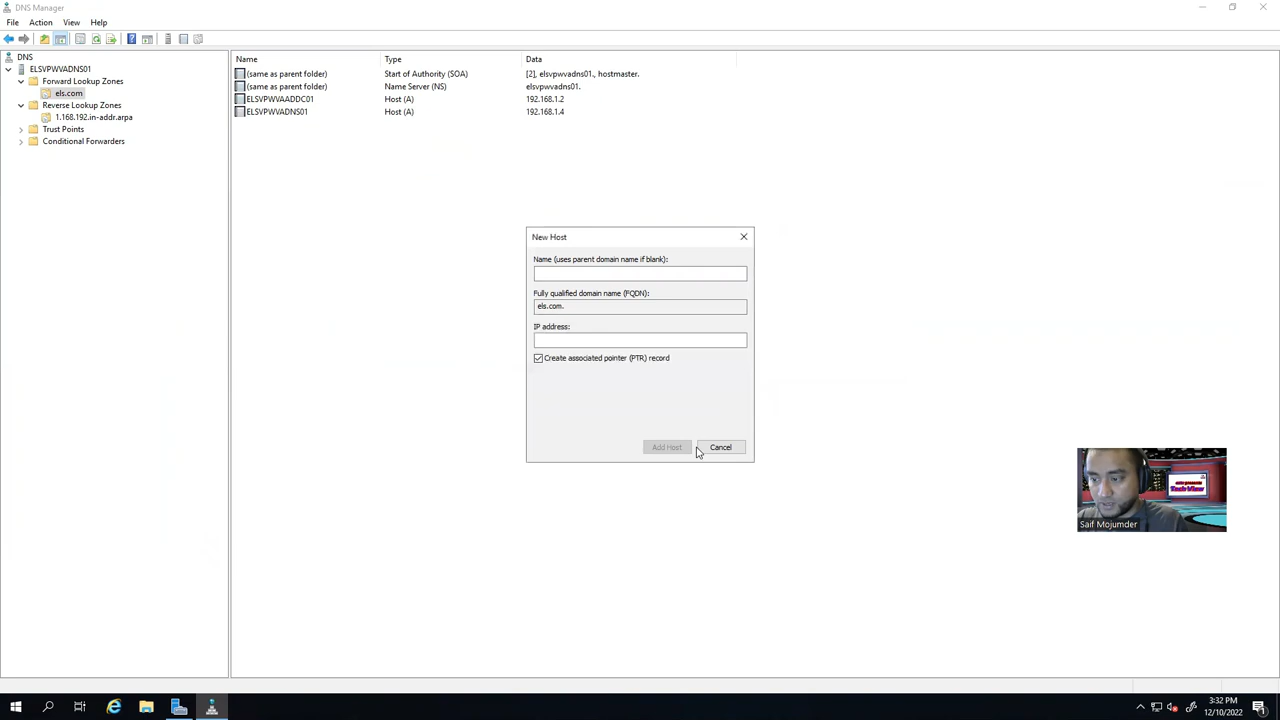 DNS Manager
File Action View Help
DNS
ELSVPWVADNS01
Forward Lookup Zones
els.com
Reverse Lookup Zones
1.168.192.in-addr.arpa
Trust Points
Conditional Forwarders
Name Type Data
(same as parent folder) Start of Authority (SOA) [2], elsvpwvadns01., hostmaster.
(same as parent folder) Name Server (NS) elsvpwvadns01.
ELSVPWVAADDC01 Host (A) 192.168.1.2
ELSVPWVADNS01 Host (A) 192.168.1.4
New Host
Name (uses parent domain name if blank):
Fully qualified domain name (FQDN):
els.com.
IP address:
Create associated pointer (PTR) record
Add Host Cancel
Tech View
Saif Mojumder
3:32 PM
12/10/2022
1